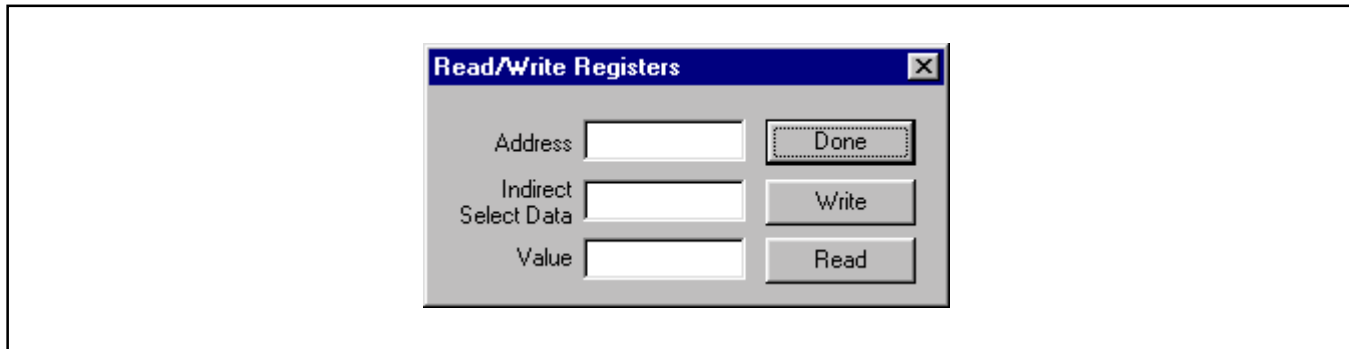 Read/Write Registers
Address
Done
Indirect
Select Data
Write
Value
Read